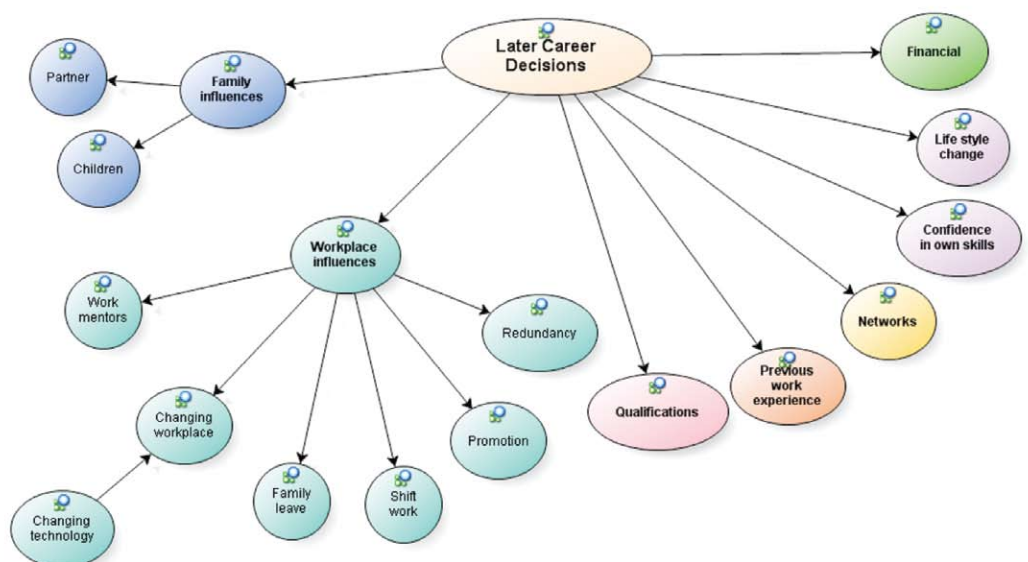 Later Career
Decisions
Financial
Partner
Family
influences
Life style
change
Children
Confidence
in own skills
Workplace
influences
Work
mentors
Redundancy
Networks
Previous
work
experience
Qualifications
Changing
workplace
Promotion
Family
leave
Shift
work
Changing
technology